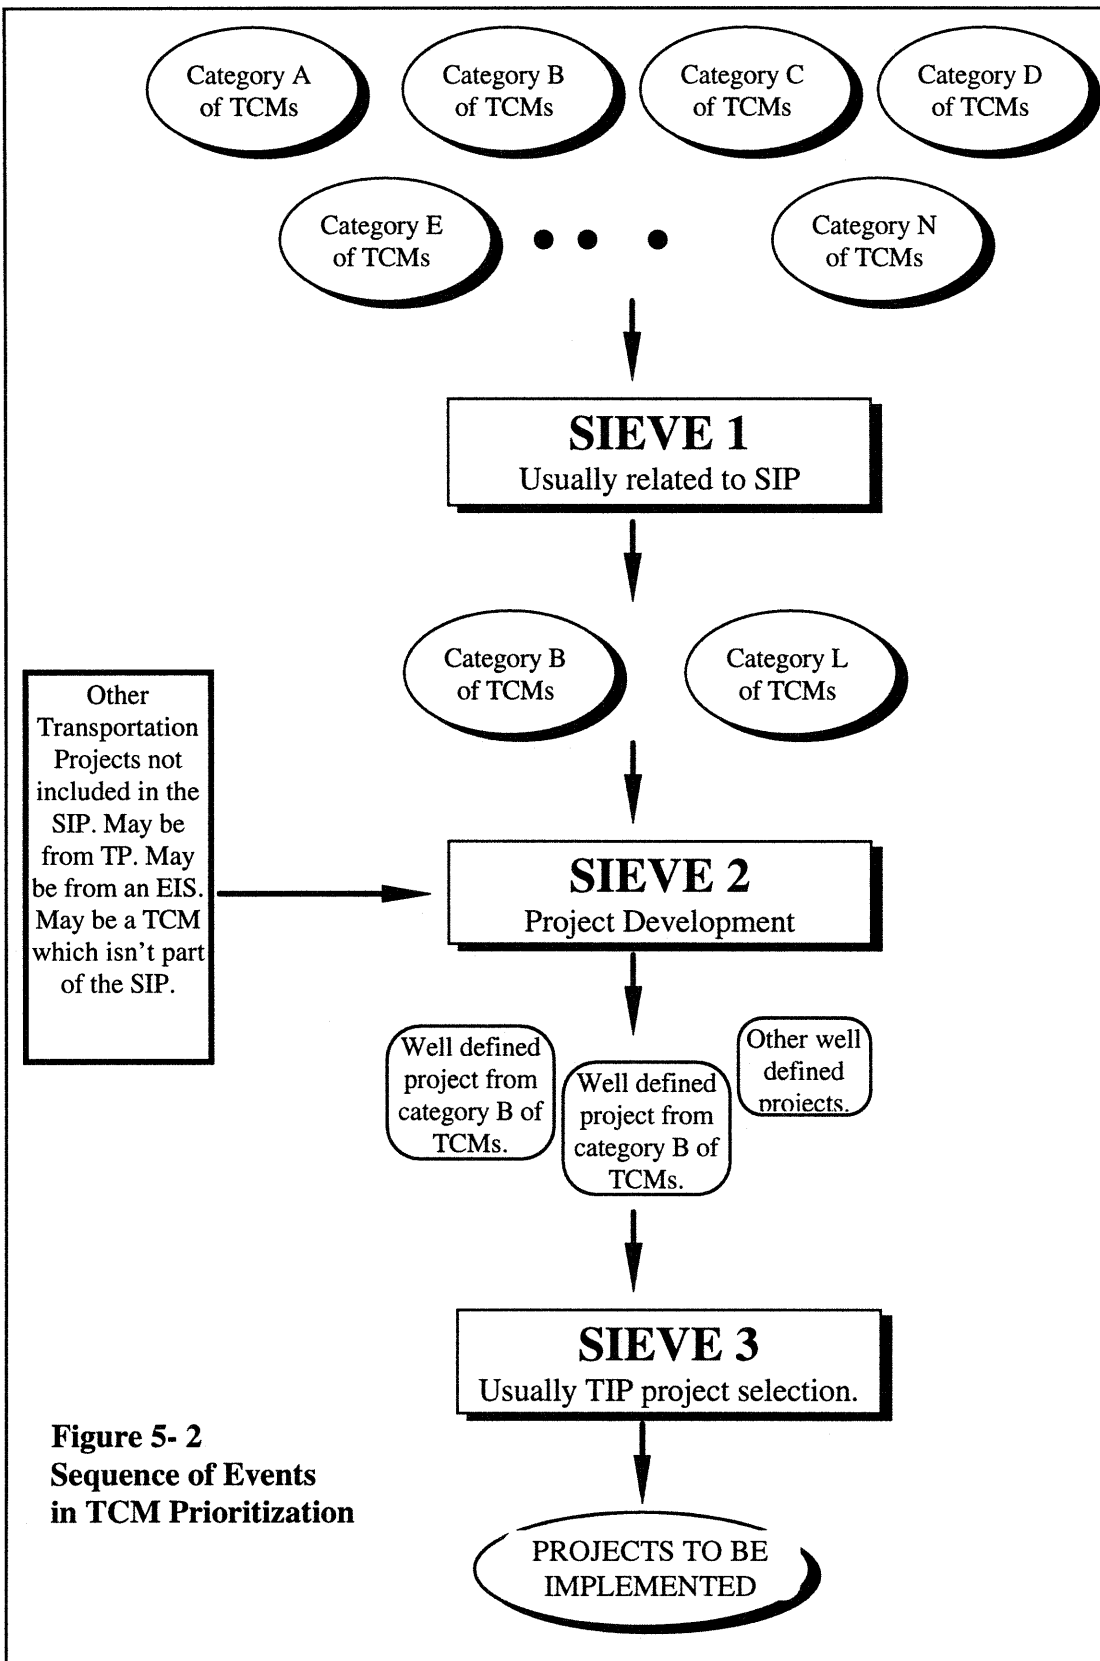 Category A
of TCMs
Category B
of TCMs
Category C
of TCMs
Category D
of TCMs
Category E
of TCMs
Category N
of TCMs
SIEVE 1
Usually related to SIP
Category B
of TCMs
Category L
of TCMs
Other
Transportation
Projects not
included in the
SIP. May be
from TP. May
be from an EIS.
May be a TCM
which isn't part
of the SIP.
SIEVE 2
Project Development
Well defined
project from
category B of
TCMs.
Well defined
project from
category B of
TCMs.
Other well
defined
projects.
SIEVE 3
Usually TIP project selection.
Figure 5- 2
Sequence of Events
in TCM Prioritization
PROJECTS TO BE
IMPLEMENTED